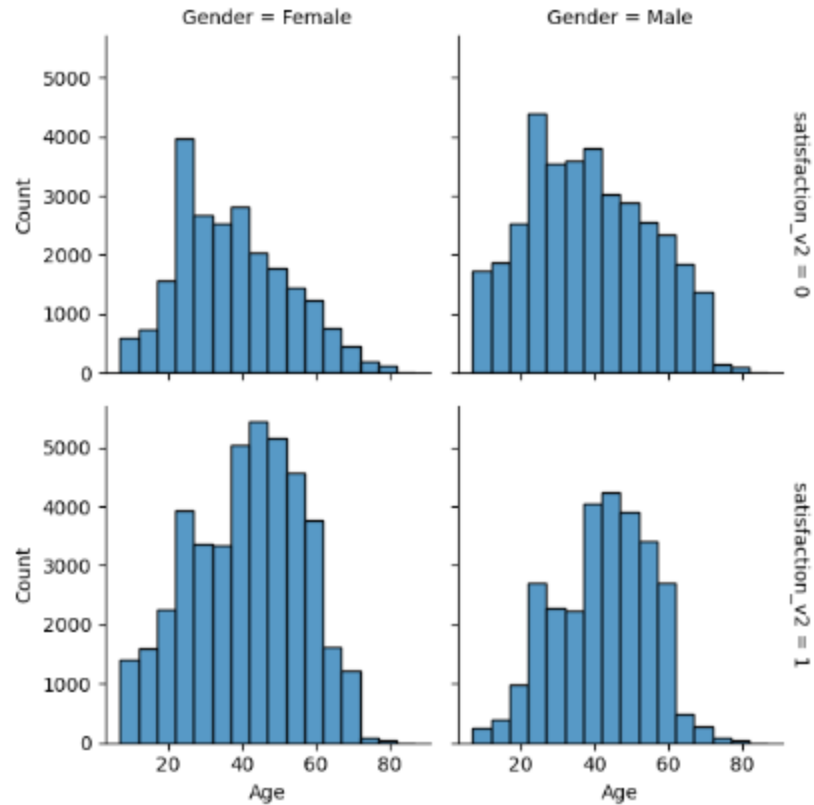 Gender = Female
Gender = Male
5000
4000
3000
2000
1000
0
Count
satisfaction_v2 = 0
5000
4000
3000
2000
1000
0
Count
satisfaction_v2 = 1
20 40 60 80
20 40 60 80
Age
Age